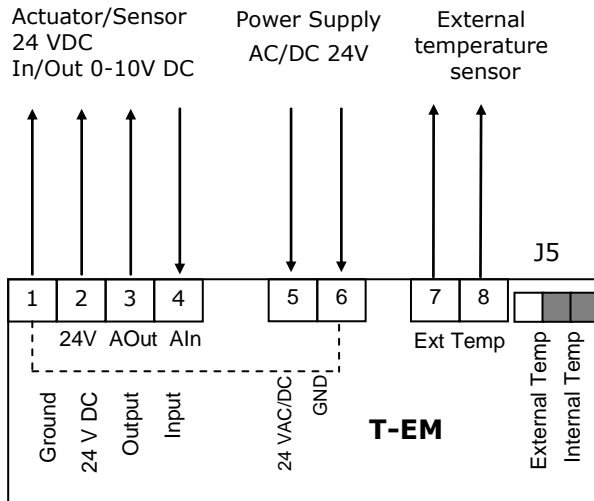 Actuator/Sensor
24 VDC
In/Out 0-10V DC
Power Supply
AC/DC 24V
External
temperature
sensor
J5
1 2 3 4 5 6 7 8
24V AOut AIn
Ext Temp
Ground
24 V DC
Output
Input
24 VAC/DC
GND
T-EM
External Temp
Internal Temp